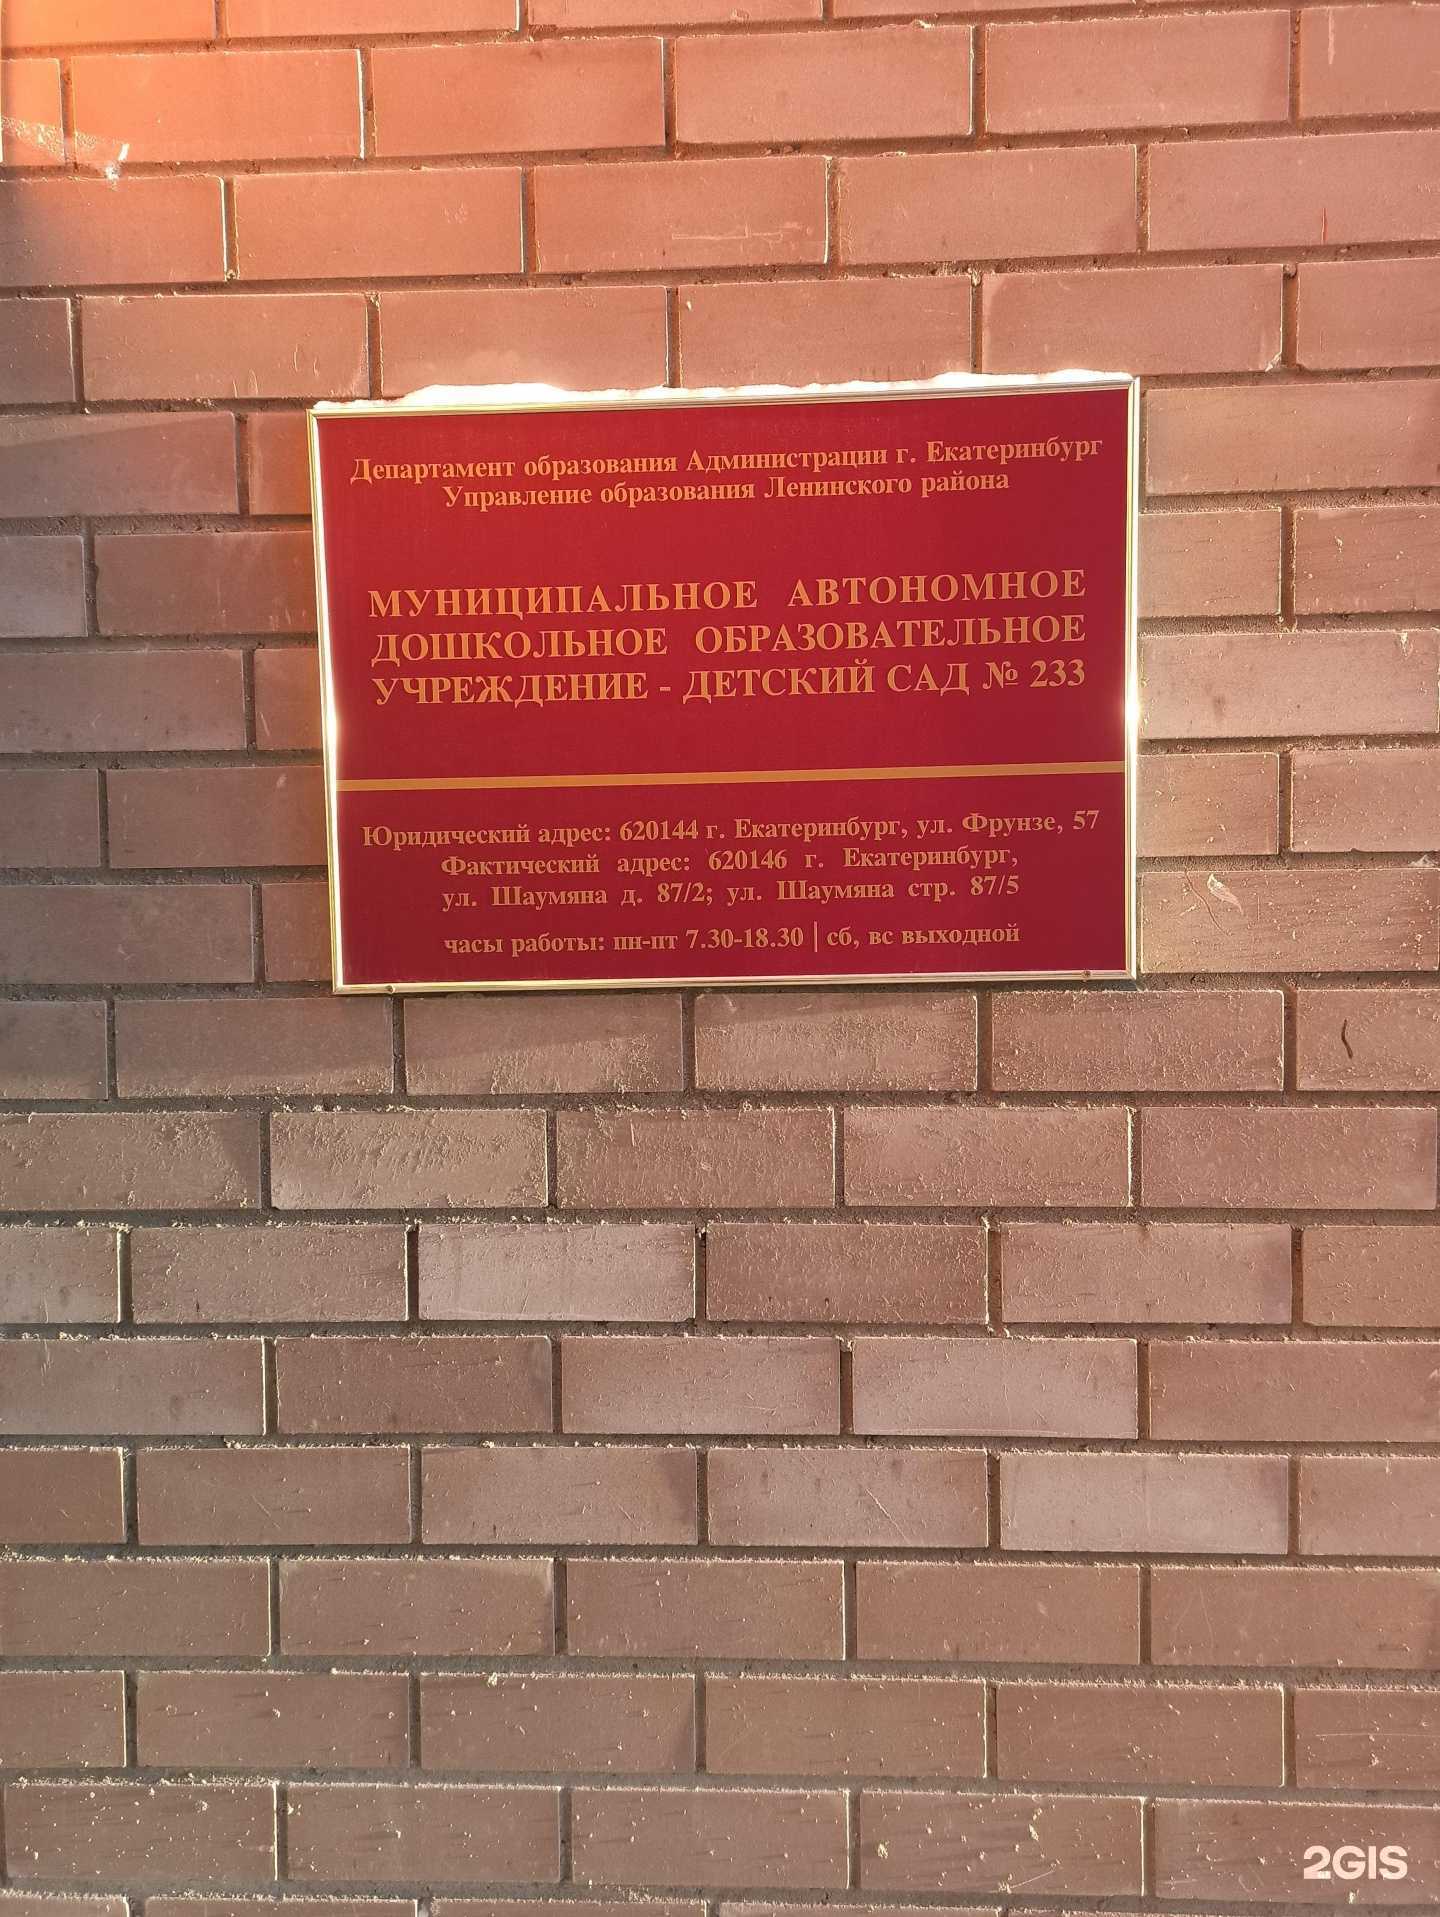 Департамент образования Администрации г. Екатеринбург
Управление образования Ленинского района
МУНИЦИПАЛЬНОЕ АВТОНОМНОЕ
ДОШКОЛЬНОЕ ОБРАЗОВАТЕЛЬНОЕ
УЧРЕЖДЕНИЕ - ДЕТСКИЙ САД № 233
Юридический адрес: 620144 г. Екатеринбург, ул. Фрунзе, 57
Фактический адрес: 620146 г. Екатеринбург,
ул. Шаумяна д. 87/2; ул. Шаумяна стр. 87/5
часы работы: пн-пт 7.30-18.30 | сб, вс выходной
2GIS